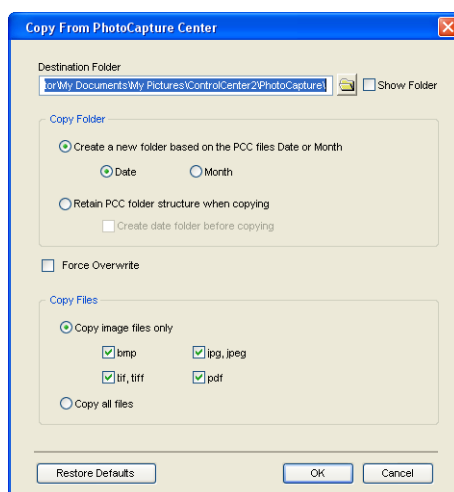 Copy From PhotoCapture Center
Destination Folder
tor\My Documents\My Pictures\ControlCenter2\PhotoCapture\
Show Folder
Copy Folder
Create a new folder based on the PCC files Date or Month
Date Month
Retain PCC folder structure when copying
Create date folder before copying
Force Overwrite
Copy Files
Copy image files only
bmp jpg, jpeg
tif, tiff pdf
Copy all files
Restore Defaults OK Cancel